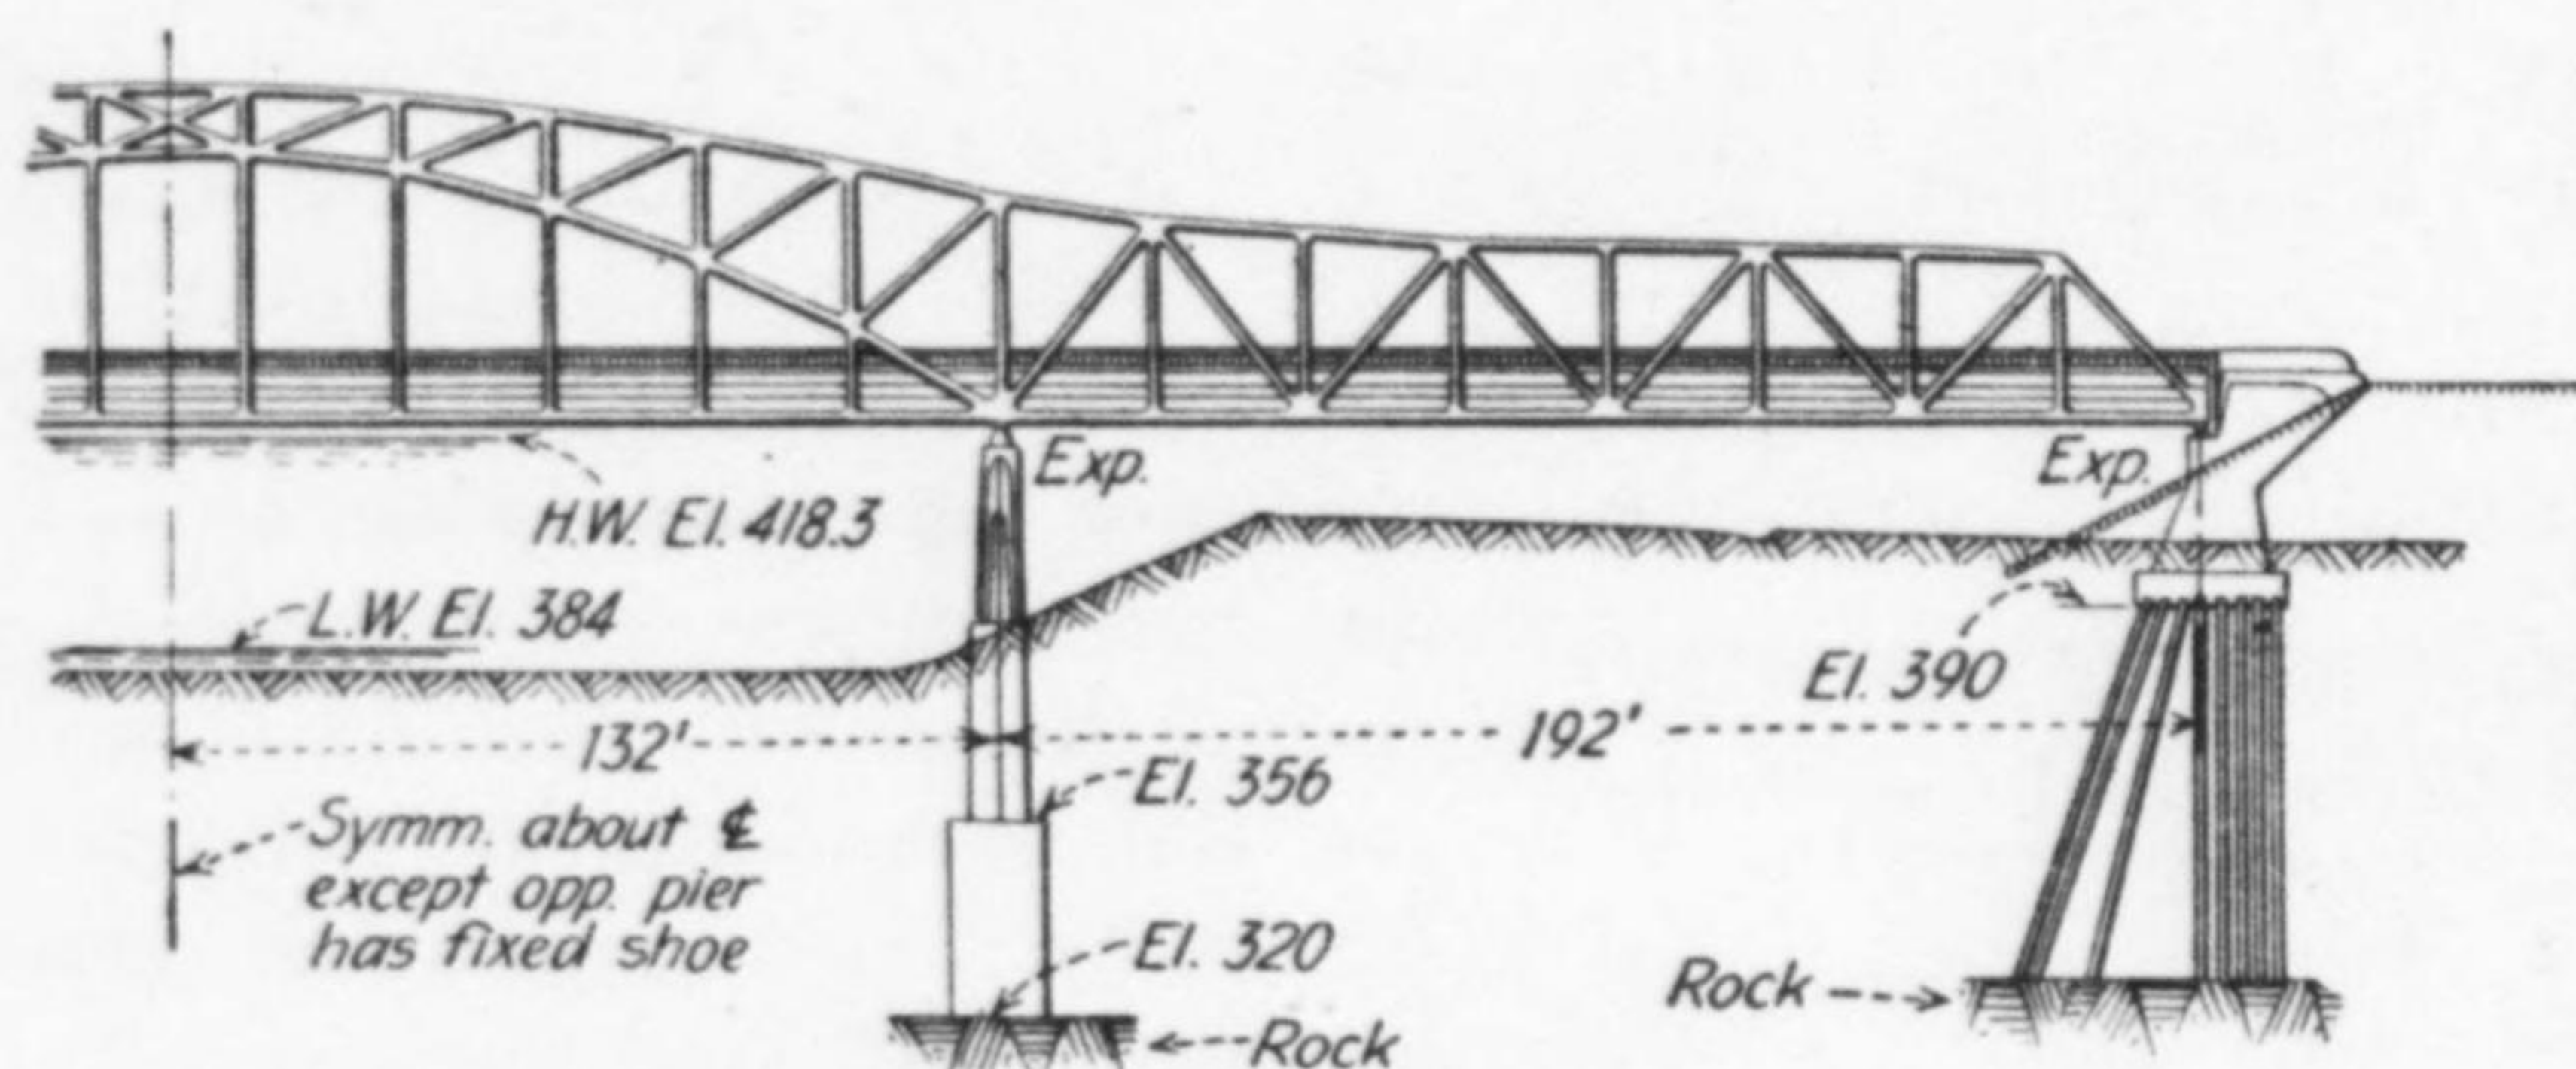 Exp.
Exp.
H.W. El. 418.3
L.W. El. 384
El. 390
132'
192'
El. 356
Symm. about ℄
except opp. pier
has fixed shoe
El. 320
Rock
Rock